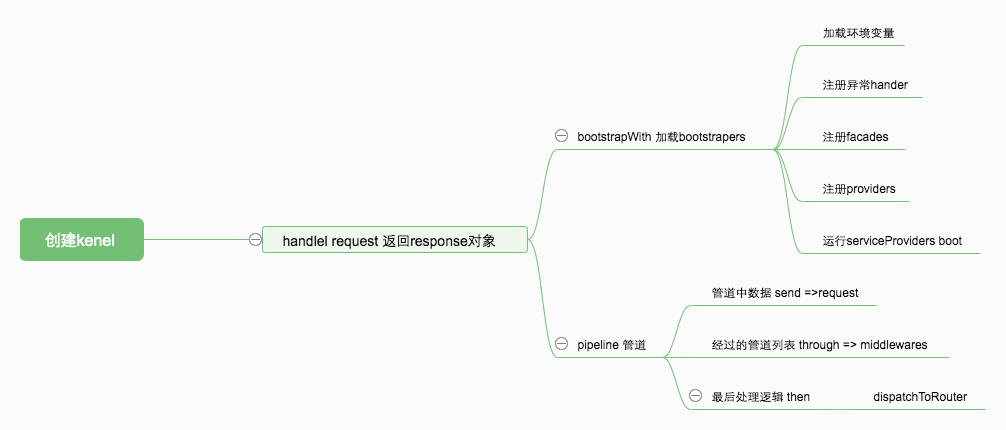 创建kenel
handlel request 返回response对象
bootstrapWith 加载bootstrapers
加载环境变量
注册异常hander
注册facades
注册providers
运行serviceProviders boot
pipeline 管道
管道中数据 send =>request
经过的管道列表 through => middlewares
最后处理逻辑 then
dispatchToRouter